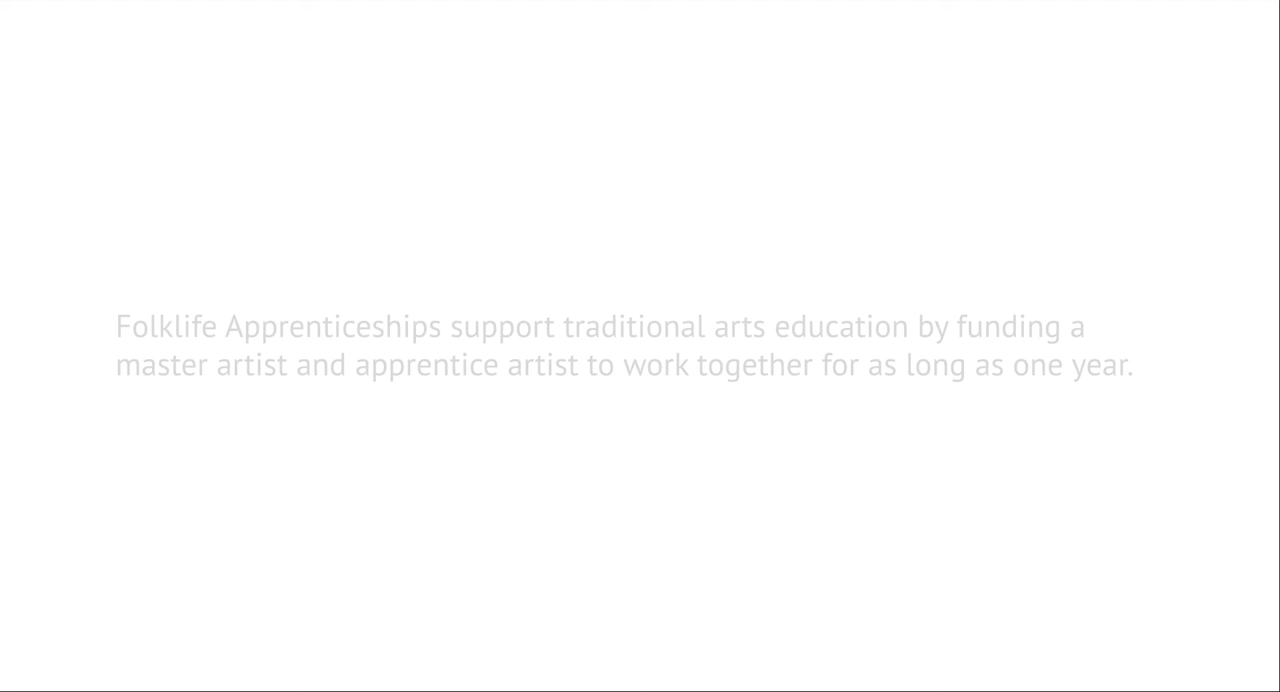 Folklife Apprenticeships support traditional arts education by funding a
master artist and apprentice artist to work together for as long as one year.